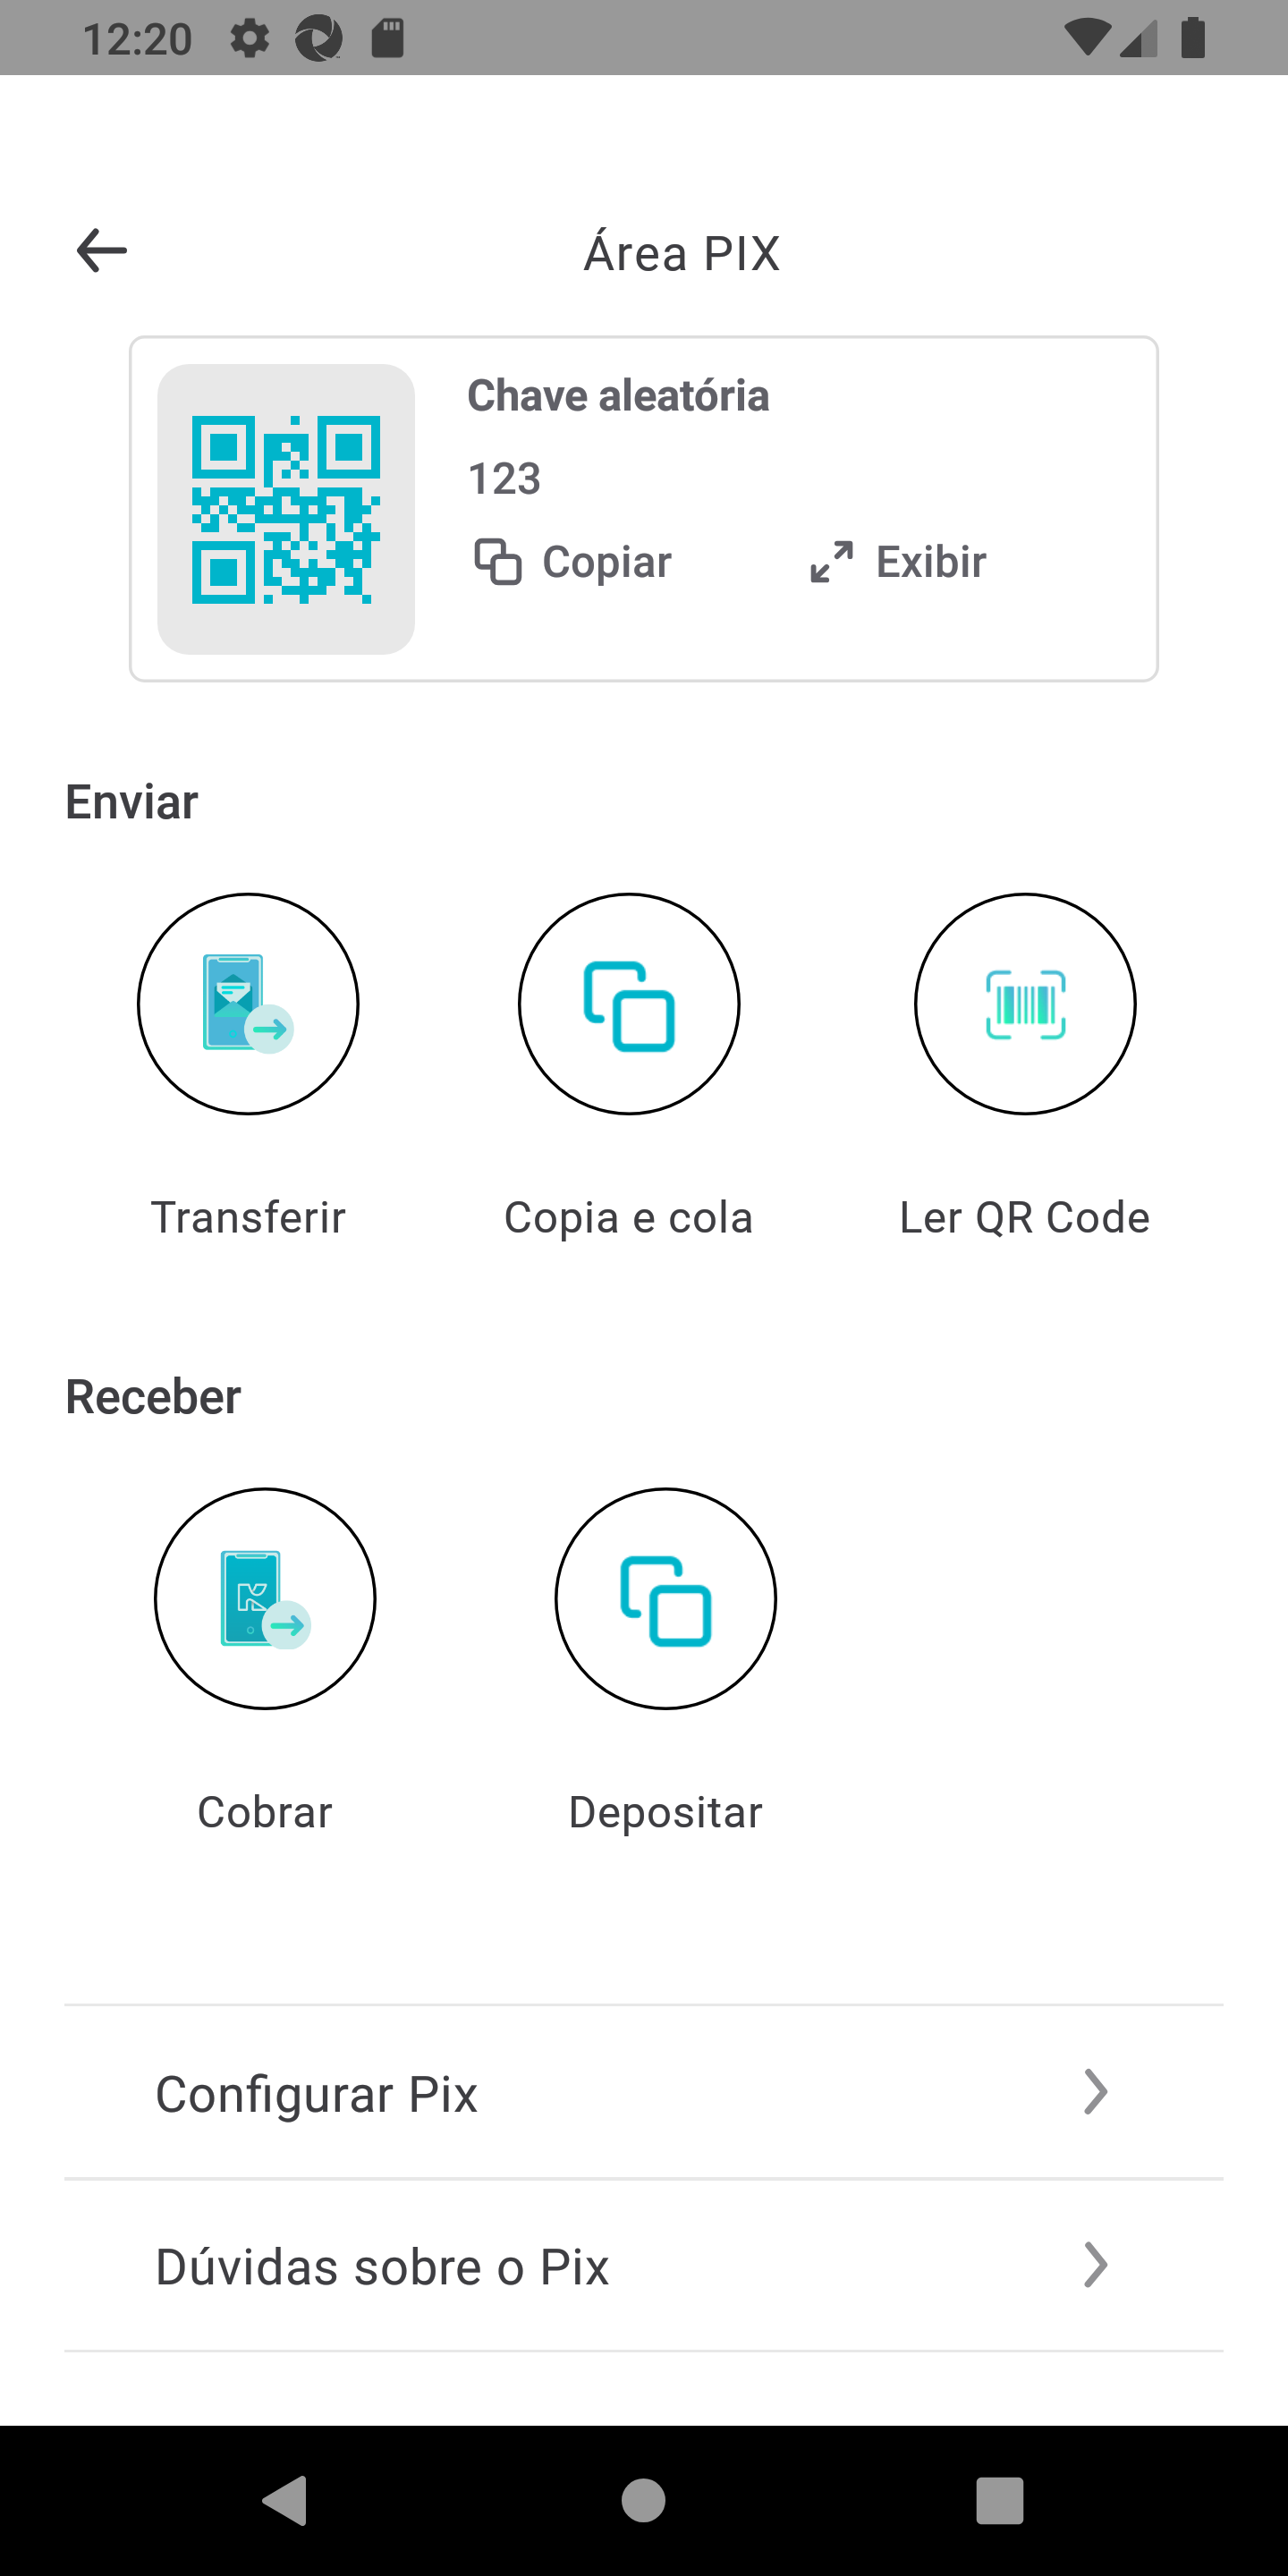 12:20
Área PIX
Chave aleatória
123
Copiar
Exibir
Enviar
Transferir
Copia e cola
Ler QR Code
Receber
Cobrar
Depositar
Configurar Pix
Dúvidas sobre o Pix